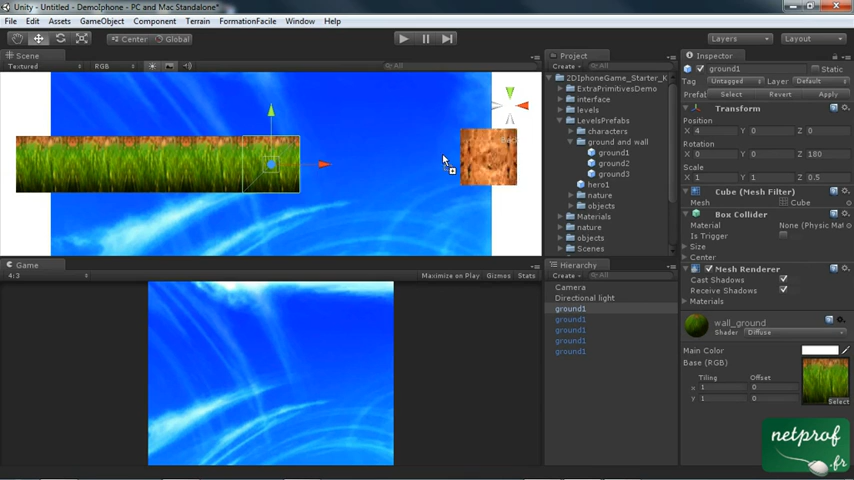 Unity - Untitled - DemoIphone - PC and Mac Standalone*
File Edit Assets GameObject Component Terrain FormationFacile Window Help
Center Global Layers Layout
Scene
Textured RGB All
Project
Create All
2DIphoneGame_Starter_K
ExtraPrimitivesDemo
interface
levels
LevelsPrefabs
characters
ground and wall
ground1
ground2
ground3
hero1
nature
objects
Materials
nature
objects
Scenes
Inspector
ground1 Static
Tag Untagged Layer Default
Prefab Select Revert Apply
Transform
Position
X 4 Y 0 Z 0
Rotation
X 0 Y 0 Z 180
Scale
X 1 Y 1 Z 0.5
Cube (Mesh Filter)
Mesh Cube
Box Collider
Material None (Physic Mat
Is Trigger
Size
Center
Mesh Renderer
Cast Shadows
Receive Shadows
Materials
wall_ground
Shader Diffuse
Main Color
Base (RGB)
Tiling Offset
x 1 0
y 1 0
Select
Game
4:3 Maximize on Play Gizmos Stats
Hierarchy
Create All
Camera
Directional light
ground1
ground1
ground1
ground1
ground1
netprof
.fr